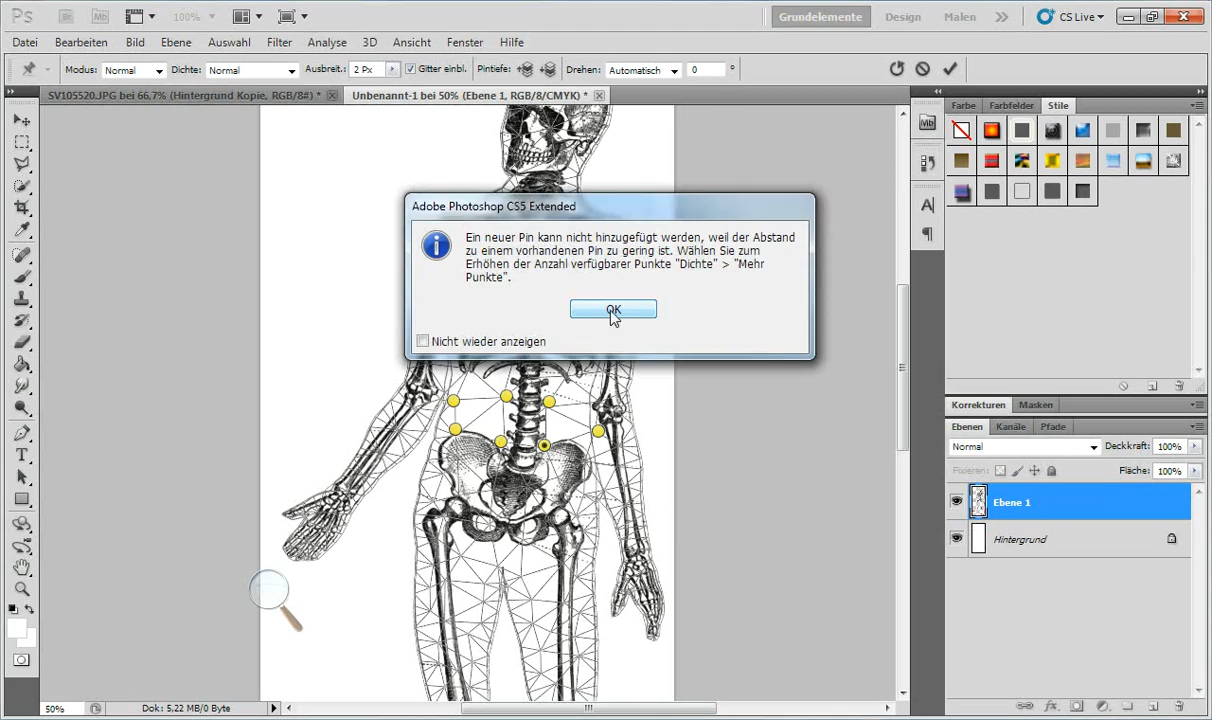 Ps Br Mb 100% Grundelemente Design Malen CS Live
Datei Bearbeiten Bild Ebene Auswahl Filter Analyse 3D Ansicht Fenster Hilfe
Modus: Normal Dichte: Normal Ausbreit.: 2 Px Gitter einbl. Pintiefe: Drehen: Automatisch 0 °
SV105520.JPG bei 66,7% (Hintergrund Kopie, RGB/8#) * Unbenannt-1 bei 50% (Ebene 1, RGB/8/CMYK) *
Farbe Farbfelder Stile
Mb
Adobe Photoshop CS5 Extended
Ein neuer Pin kann nicht hinzugefügt werden, weil der Abstand
zu einem vorhandenen Pin zu gering ist. Wählen Sie zum
Erhöhen der Anzahl verfügbarer Punkte "Dichte" > "Mehr
Punkte".
OK
Nicht wieder anzeigen
Korrekturen Masken
Ebenen Kanäle Pfade
Normal Deckkraft: 100%
Fixieren: Fläche: 100%
Ebene 1
Hintergrund
50% Dok: 5,22 MB/0 Byte